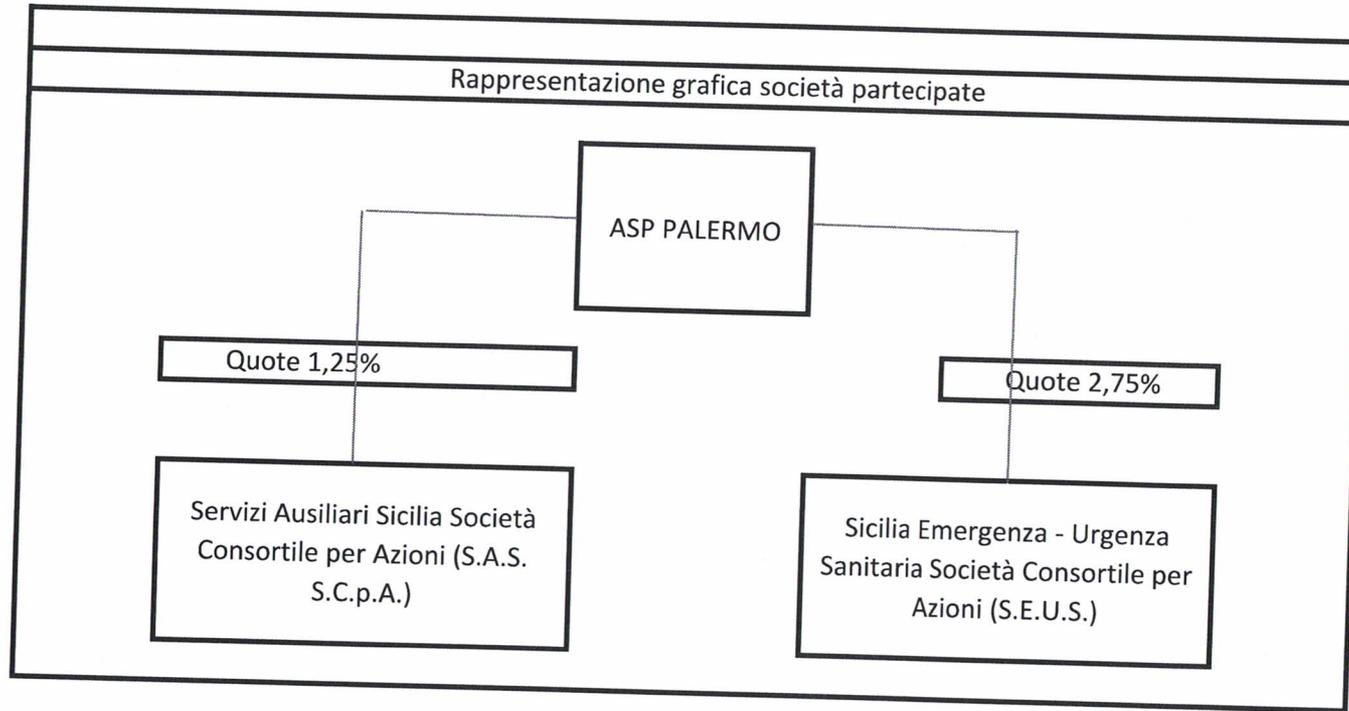 Rappresentazione grafica società partecipate
ASP PALERMO
Quote 1,25%
Quote 2,75%
Servizi Ausiliari Sicilia Società
Consortile per Azioni (S.A.S.
S.C.p.A.)
Sicilia Emergenza - Urgenza
Sanitaria Società Consortile per
Azioni (S.E.U.S.)